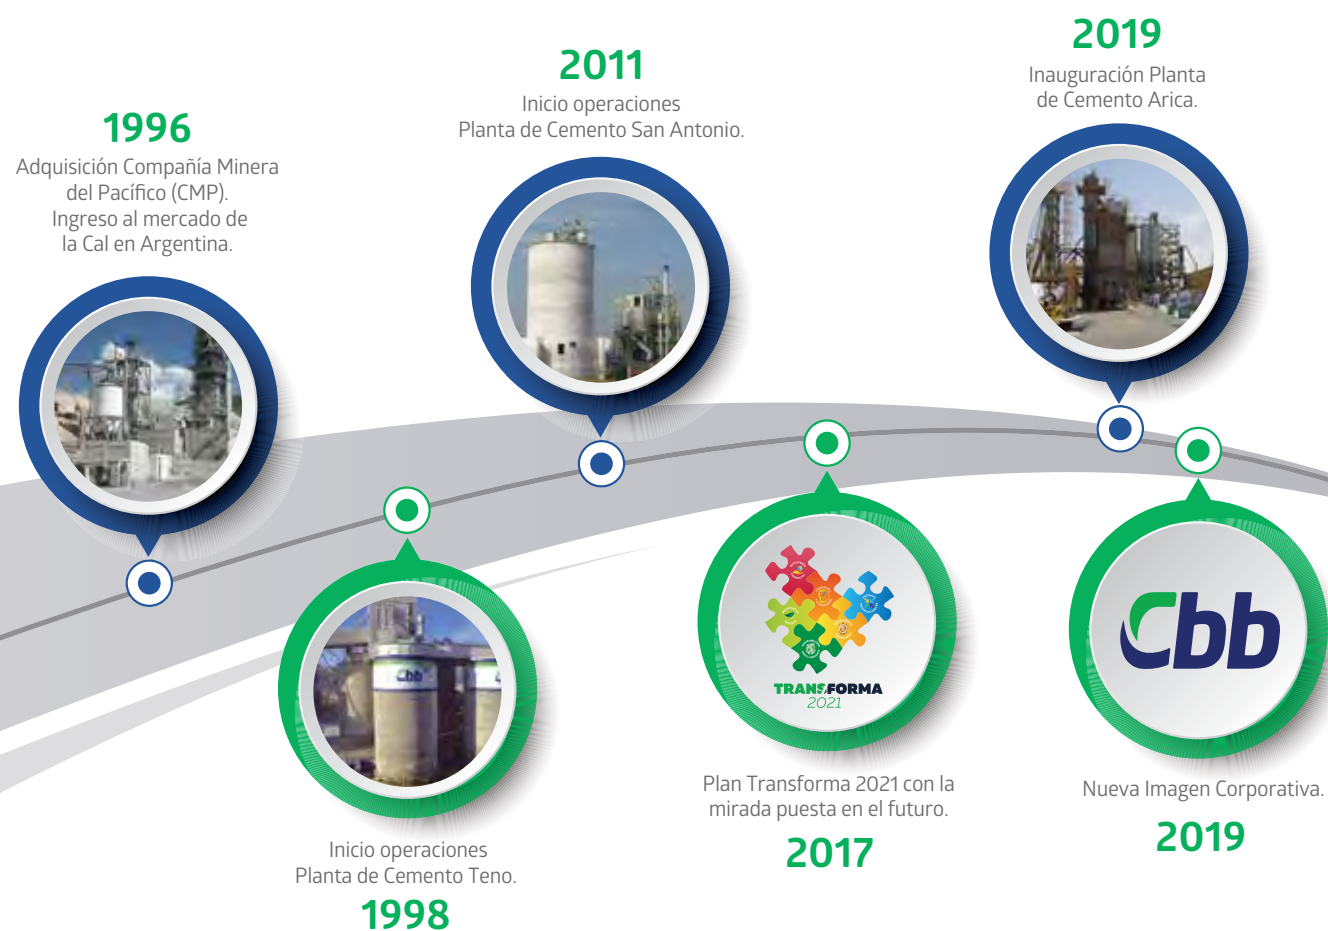 1996
Adquisición Compañía Minera
del Pacífico (CMP).
Ingreso al mercado de
la Cal en Argentina.
Inicio operaciones
Planta de Cemento Teno.
1998
Cbb
2011
Inicio operaciones
Planta de Cemento San Antonio.
TRANSFORMA
2021
Plan Transforma 2021 con la
mirada puesta en el futuro.
2017
2019
Inauguración Planta
de Cemento Arica.
Cbb
Nueva Imagen Corporativa.
2019